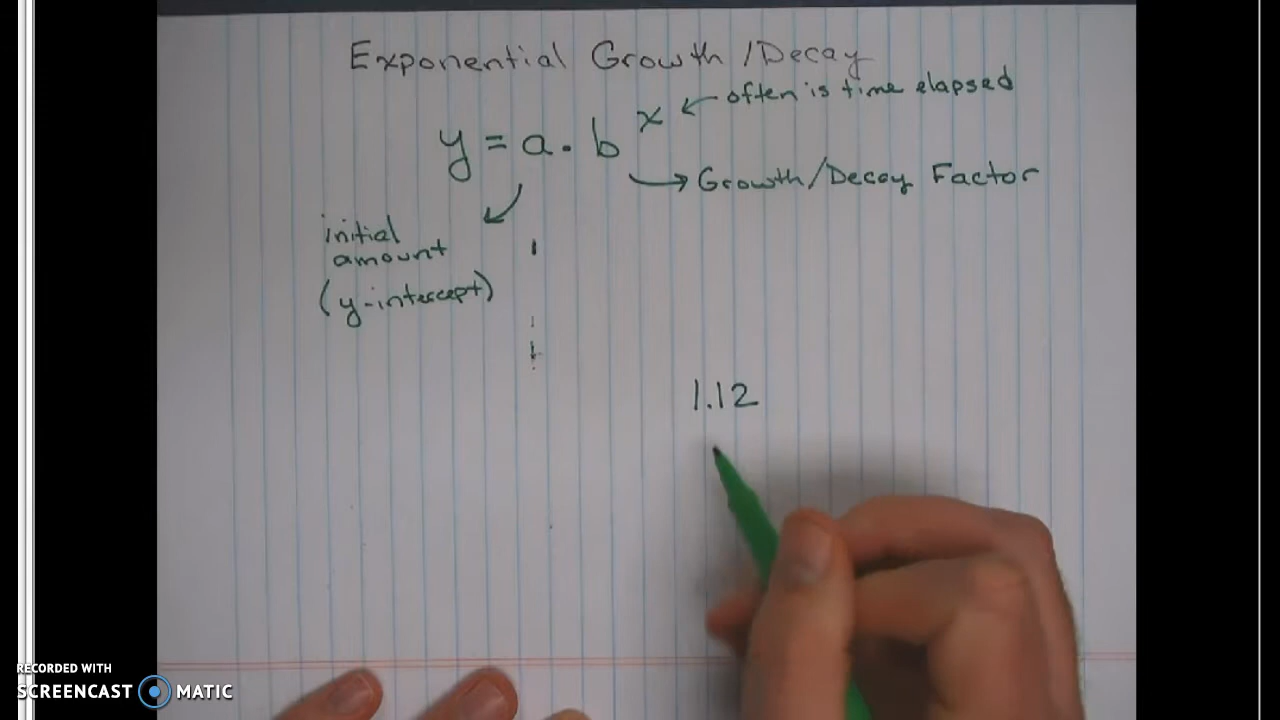 Exponential Growth /Decay
often is time elapsed
y = a · b^x
Growth/Decay Factor
initial
amount
(y-intercept)
1.12
RECORDED WITH
SCREENCAST MATIC